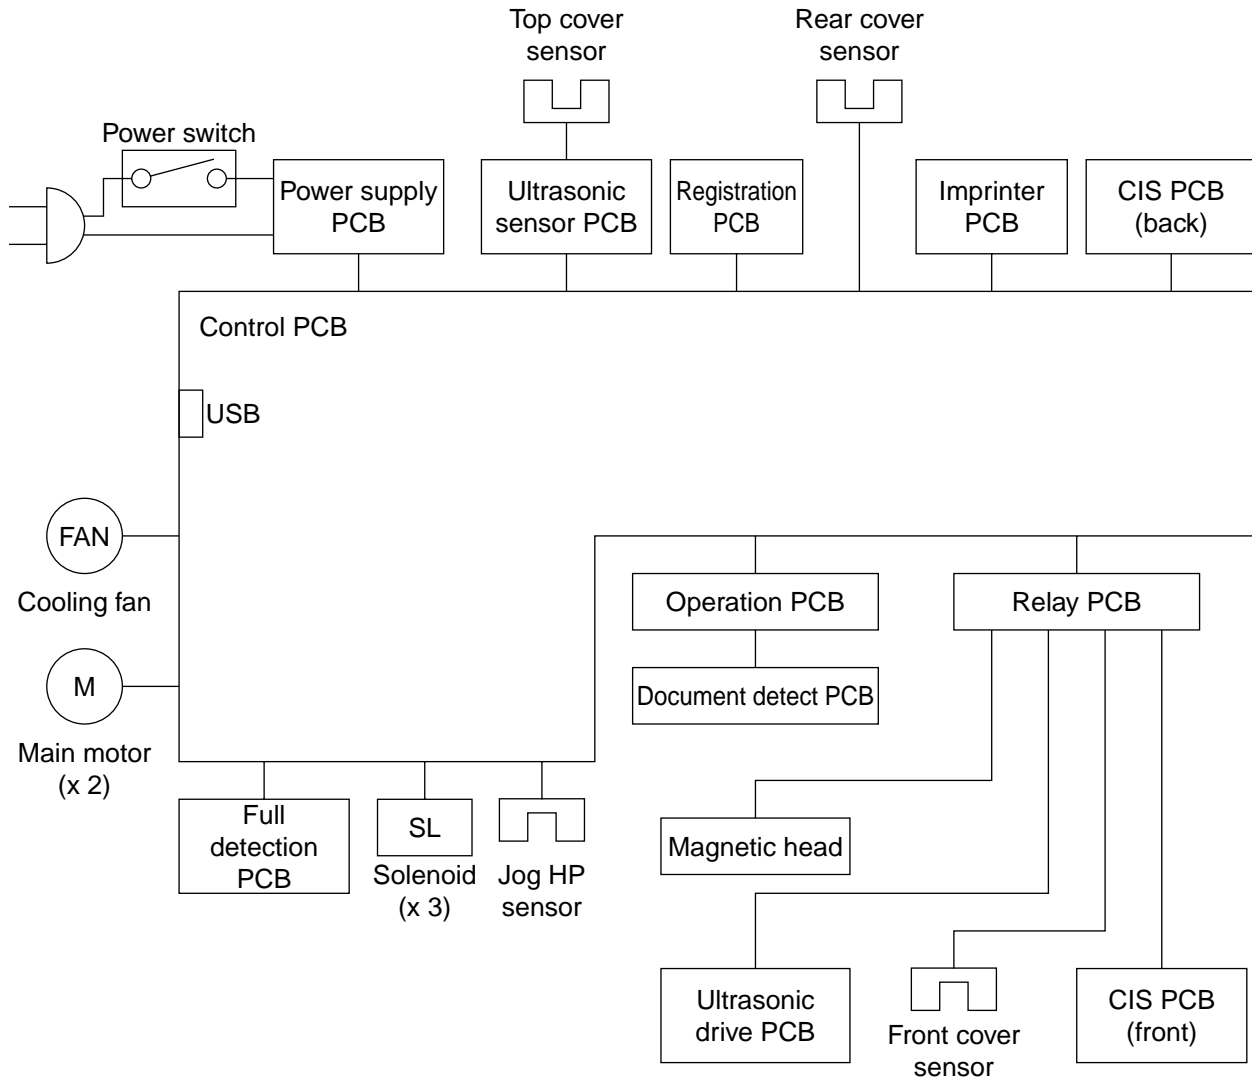 Top cover
sensor
Rear cover
sensor
Power switch
Power supply
PCB
Ultrasonic
sensor PCB
Registration
PCB
Imprinter
PCB
CIS PCB
(back)
Control PCB
USB
FAN
Cooling fan
M
Main motor
(x 2)
Operation PCB
Relay PCB
Document detect PCB
Full
detection
PCB
SL
Solenoid
(x 3)
Jog HP
sensor
Magnetic head
Ultrasonic
drive PCB
Front cover
sensor
CIS PCB
(front)